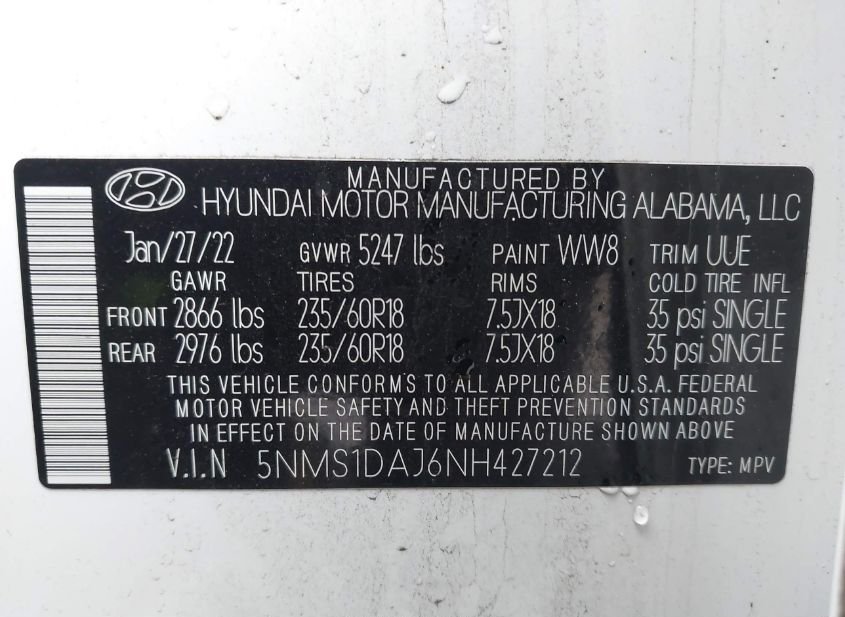 MANUFACTURED BY
HYUNDAI MOTOR MANUFACTURING ALABAMA, LLC
Jan/27/22 GVWR 5247 lbs PAINT WW8 TRIM UUE
GAWR TIRES RIMS COLD TIRE INFL
FRONT 2866 lbs 235/60R18 7.5JX18 35 psi SINGLE
REAR 2976 lbs 235/60R18 7.5JX18 35 psi SINGLE
THIS VEHICLE CONFORMS TO ALL APPLICABLE U.S.A. FEDERAL
MOTOR VEHICLE SAFETY AND THEFT PREVENTION STANDARDS
IN EFFECT ON THE DATE OF MANUFACTURE SHOWN ABOVE
V.I.N 5NMS1DAJ6NH427212 TYPE: MPV